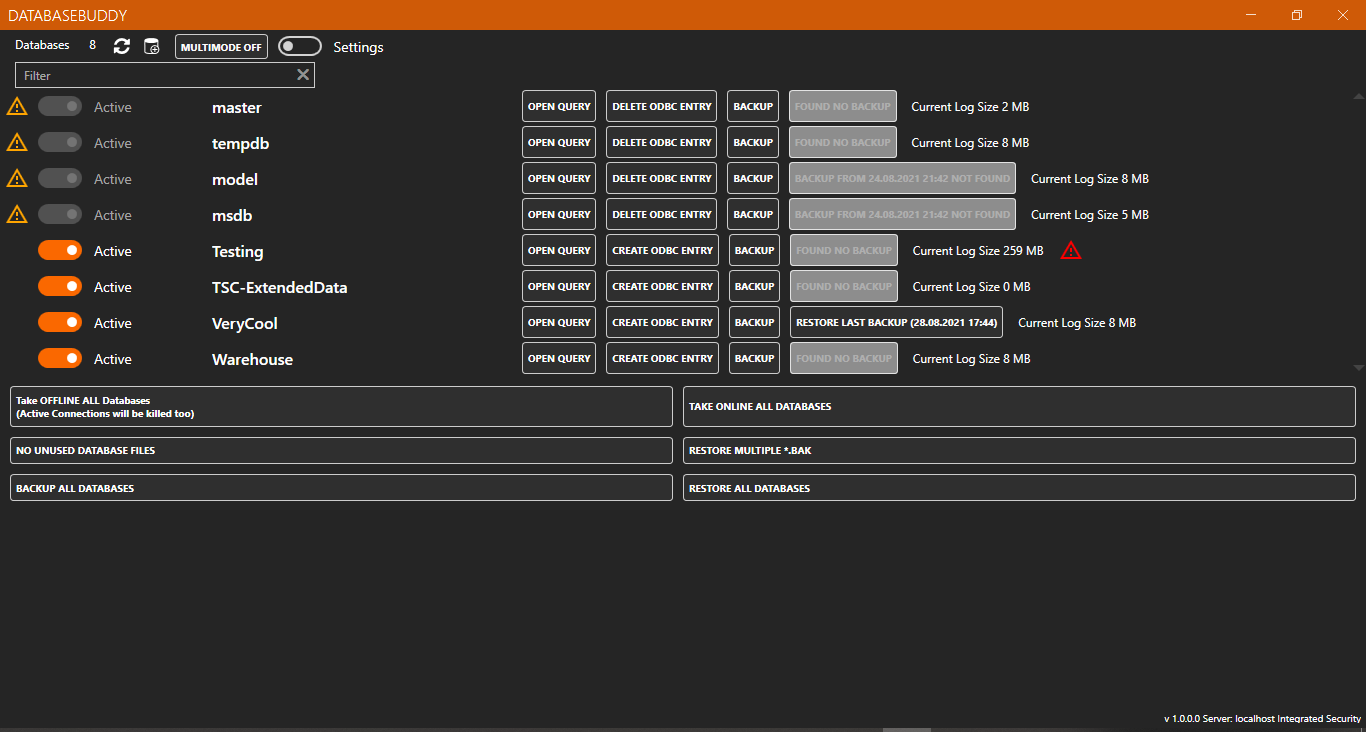 DATABASEBUDDY
Databases 8 MULTIMODE OFF Settings
Filter
Active master OPEN QUERY DELETE ODBC ENTRY BACKUP FOUND NO BACKUP Current Log Size 2 MB
Active tempdb OPEN QUERY DELETE ODBC ENTRY BACKUP FOUND NO BACKUP Current Log Size 8 MB
Active model OPEN QUERY DELETE ODBC ENTRY BACKUP BACKUP FROM 24.08.2021 21:42 NOT FOUND Current Log Size 8 MB
Active msdb OPEN QUERY DELETE ODBC ENTRY BACKUP BACKUP FROM 24.08.2021 21:42 NOT FOUND Current Log Size 5 MB
Active Testing OPEN QUERY CREATE ODBC ENTRY BACKUP FOUND NO BACKUP Current Log Size 259 MB
Active TSC-ExtendedData OPEN QUERY CREATE ODBC ENTRY BACKUP FOUND NO BACKUP Current Log Size 0 MB
Active VeryCool OPEN QUERY CREATE ODBC ENTRY BACKUP RESTORE LAST BACKUP (28.08.2021 17:44) Current Log Size 8 MB
Active Warehouse OPEN QUERY CREATE ODBC ENTRY BACKUP FOUND NO BACKUP Current Log Size 8 MB
Take OFFLINE ALL Databases
(Active Connections will be killed too)
TAKE ONLINE ALL DATABASES
NO UNUSED DATABASE FILES RESTORE MULTIPLE *.BAK
BACKUP ALL DATABASES RESTORE ALL DATABASES
v 1.0.0.0 Server: localhost Integrated Security